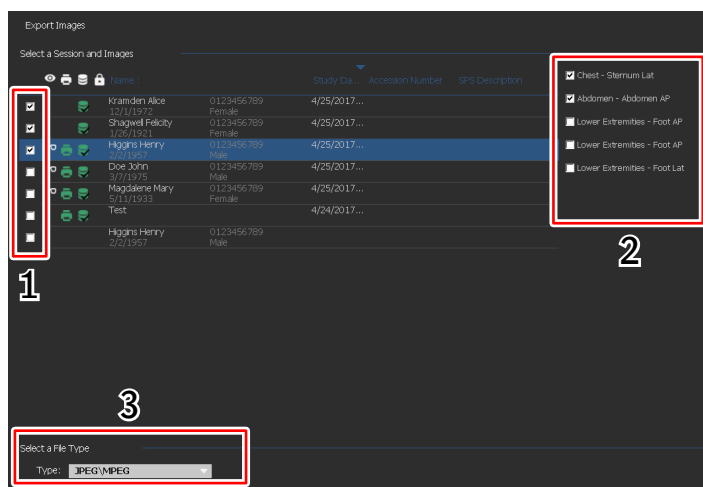 Export Images
Select a Session and Images
Name :
Study Da... Accession Number SPS Description
Kramden Alice 0123456789 4/25/2017...
12/1/1972 Female
Shagwell Felicity 0123456789 4/25/2017...
1/26/1921 Female
Higgins Henry 0123456789 4/25/2017...
2/2/1957 Male
Doe John 0123456789 4/25/2017...
3/7/1975 Male
Magdalene Mary 0123456789 4/25/2017...
5/11/1933 Female
Test 4/24/2017...
Higgins Henry 0123456789
2/2/1957 Male
1
Chest - Sternum Lat
Abdomen - Abdomen AP
Lower Extremities - Foot AP
Lower Extremities - Foot AP
Lower Extremities - Foot Lat
2
3
Select a File Type
Type: JPEG\MPEG